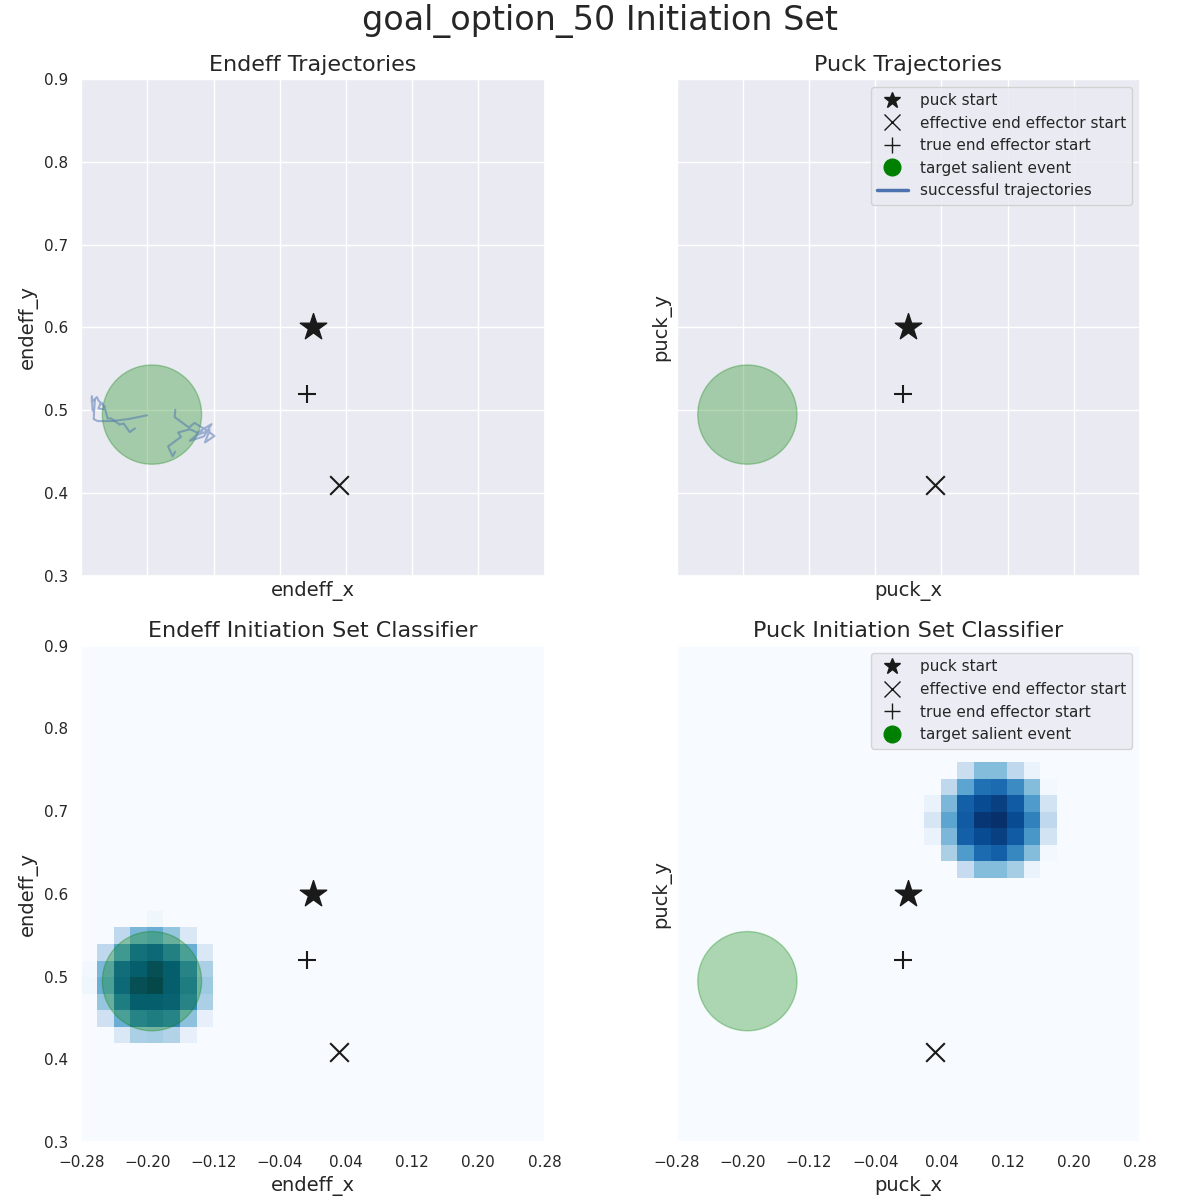 goal_option_50 Initiation Set
Endeff Trajectories
0.9
0.8
0.7
0.6
0.5
0.4
0.3
endeff_y
endeff_x
Puck Trajectories
puck start
effective end effector start
true end effector start
target salient event
successful trajectories
puck_y
puck_x
Endeff Initiation Set Classifier
0.9
0.8
0.7
0.6
0.5
0.4
0.3
endeff_y
−0.28 −0.20 −0.12 −0.04 0.04 0.12 0.20 0.28
endeff_x
Puck Initiation Set Classifier
puck start
effective end effector start
true end effector start
target salient event
puck_y
−0.28 −0.20 −0.12 −0.04 0.04 0.12 0.20 0.28
puck_x